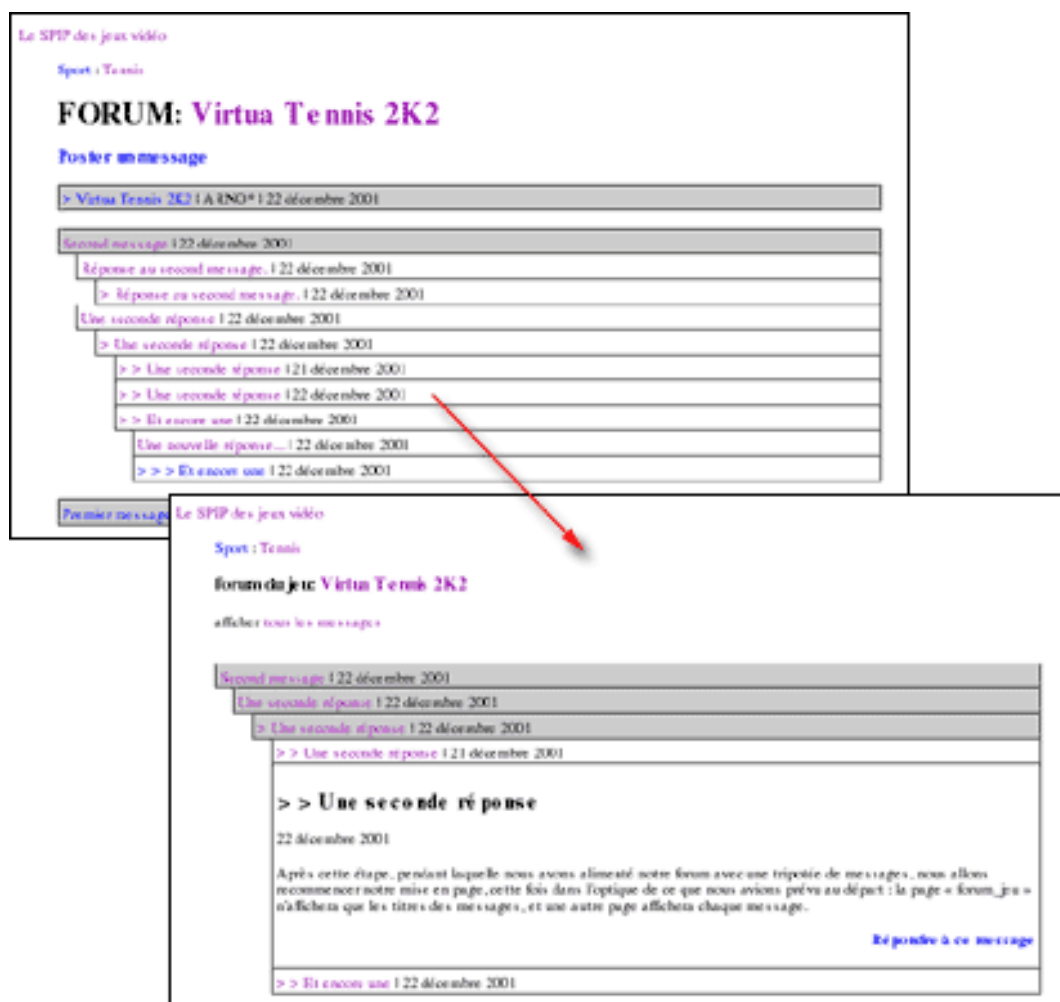 Le SPIP des jeux vidéo
Sport : Tennis
FORUM: Virtua Tennis 2K2
Poster un message
> Virtua Tennis 2K2 | ARNO* | 22 décembre 2001
Second message | 22 décembre 2001
Réponse au second message. | 22 décembre 2001
> Réponse au second message. | 22 décembre 2001
Une seconde réponse | 22 décembre 2001
> Une seconde réponse | 22 décembre 2001
> > Une seconde réponse | 21 décembre 2001
> > Une seconde réponse | 22 décembre 2001
> > Et encore une | 22 décembre 2001
Une nouvelle réponse... | 22 décembre 2001
> > > Et encore une | 22 décembre 2001
Premier message
Le SPIP des jeux vidéo
Sport : Tennis
forum du jeu: Virtua Tennis 2K2
afficher tous les messages
Second message | 22 décembre 2001
Une seconde réponse | 22 décembre 2001
> Une seconde réponse | 22 décembre 2001
> > Une seconde réponse | 21 décembre 2001
> > Une seconde réponse
22 décembre 2001
Après cette étape, pendant laquelle nous avons alimenté notre forum avec une tripotée de messages, nous allons
recommencer notre mise en page, cette fois dans l'optique de ce que nous avions prévu au départ : la page « forum_jeu »
n'affichera que les titres des messages, et une autre page affichera chaque message.
Répondre à ce message
> > Et encore une | 22 décembre 2001